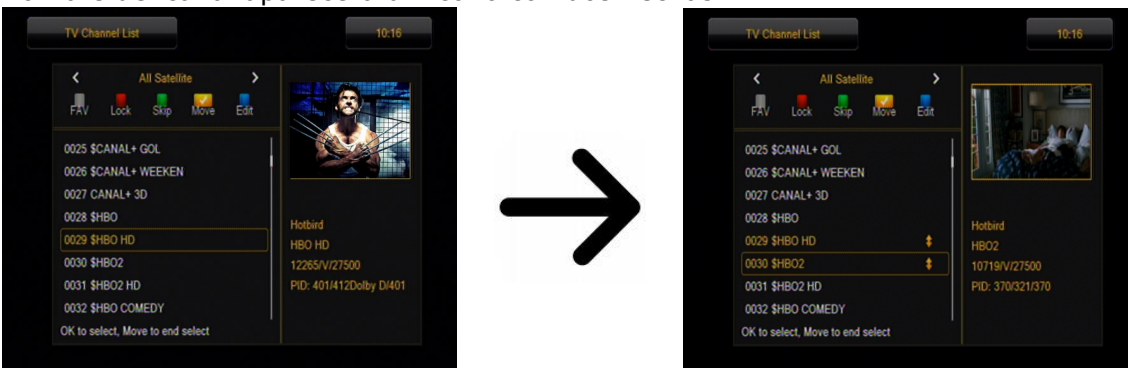 TV Channel List
10:16
All Satellite
FAV Lock Skip Move Edit
0025 $CANAL+ GOL
0026 $CANAL+ WEEKEN
0027 CANAL+ 3D
0028 $HBO
0029 $HBO HD
0030 $HBO2
0031 $HBO2 HD
0032 $HBO COMEDY
OK to select, Move to end select
Hotbird
HBO HD
12265/V/27500
PID: 401/412Dolby D/401
TV Channel List
10:16
All Satellite
FAV Lock Skip Move Edit
0025 $CANAL+ GOL
0026 $CANAL+ WEEKEN
0027 CANAL+ 3D
0028 $HBO
0029 $HBO HD
0030 $HBO2
0031 $HBO2 HD
0032 $HBO COMEDY
OK to select, Move to end select
Hotbird
HBO2
10719/V/27500
PID: 370/321/370